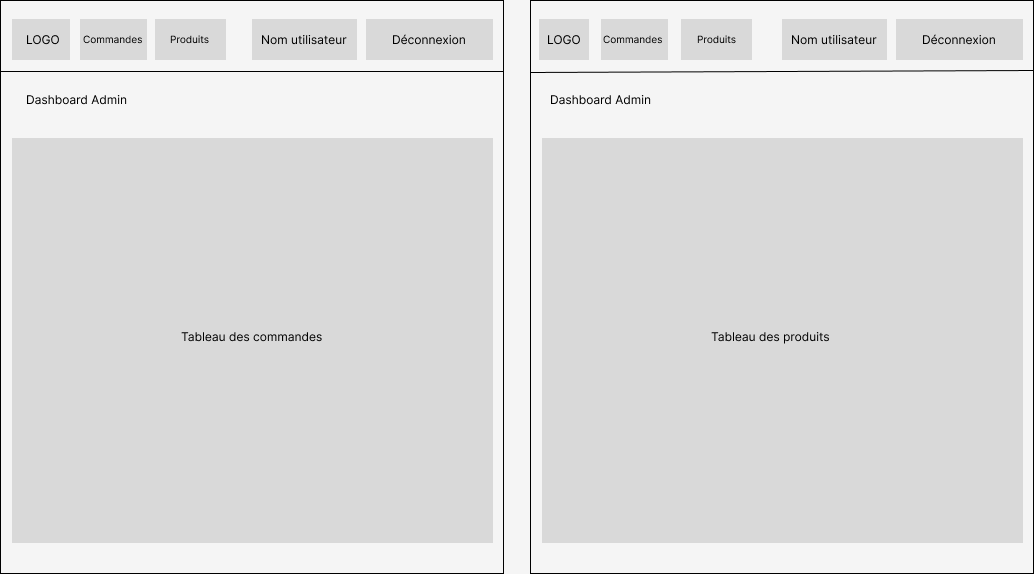 LOGO
Commandes
Produits
Nom utilisateur
Déconnexion
Dashboard Admin
Tableau des commandes
LOGO
Commandes
Produits
Nom utilisateur
Déconnexion
Dashboard Admin
Tableau des produits